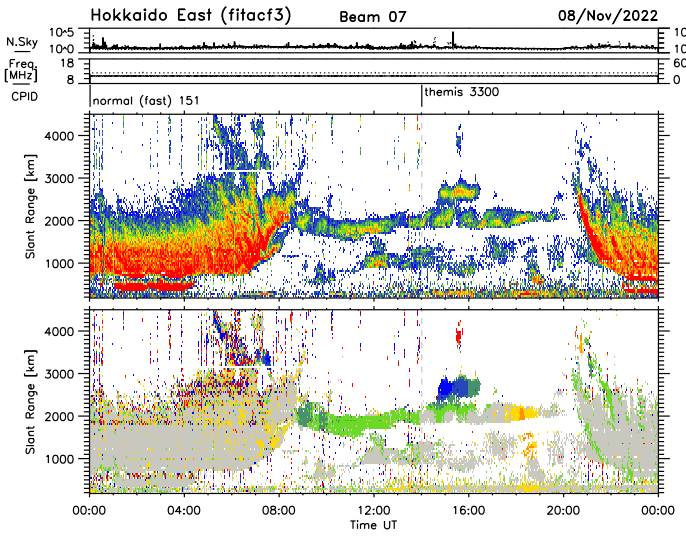 Hokkaido East (fitacf3) Beam 07 08/Nov/2022
N.Sky 10^5 10^0
Freq. [MHz] 18 8 60 0
CPID normal (fast) 151 themis 3300
Slant Range [km] 4000 3000 2000 1000
Slant Range [km] 4000 3000 2000 1000
00:00 04:00 08:00 12:00 16:00 20:00 00:00
Time UT